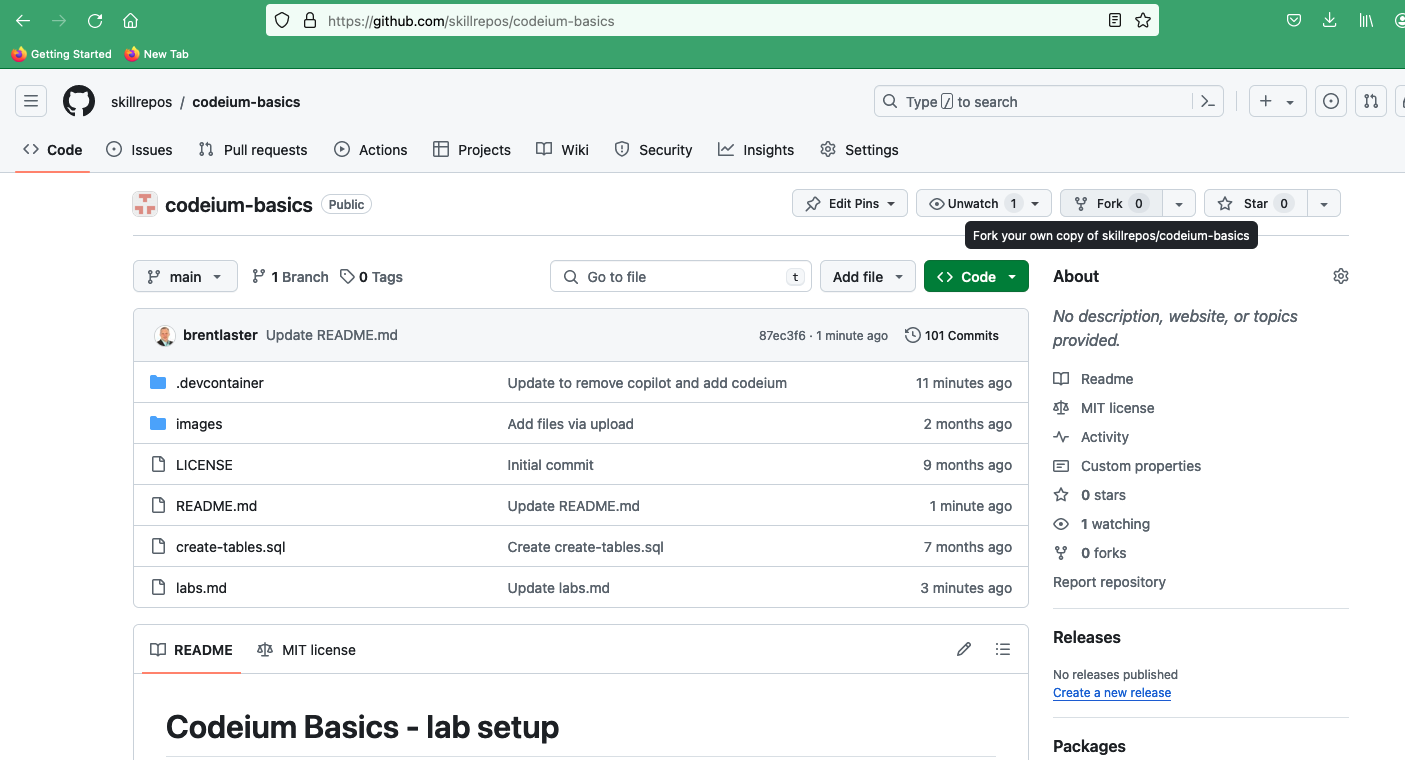 https://github.com/skillrepos/codeium-basics
Getting Started New Tab
skillrepos / codeium-basics
Type / to search
Code Issues Pull requests Actions Projects Wiki Security Insights Settings
codeium-basics Public
Edit Pins Unwatch 1 Fork 0 Star 0
Fork your own copy of skillrepos/codeium-basics
main 1 Branch 0 Tags Go to file t Add file Code
brentlaster Update README.md 87ec3f6 · 1 minute ago 101 Commits
.devcontainer Update to remove copilot and add codeium 11 minutes ago
images Add files via upload 2 months ago
LICENSE Initial commit 9 months ago
README.md Update README.md 1 minute ago
create-tables.sql Create create-tables.sql 7 months ago
labs.md Update labs.md 3 minutes ago
README MIT license
Codeium Basics - lab setup
About
No description, website, or topics
provided.
Readme
MIT license
Activity
Custom properties
0 stars
1 watching
0 forks
Report repository
Releases
No releases published
Create a new release
Packages